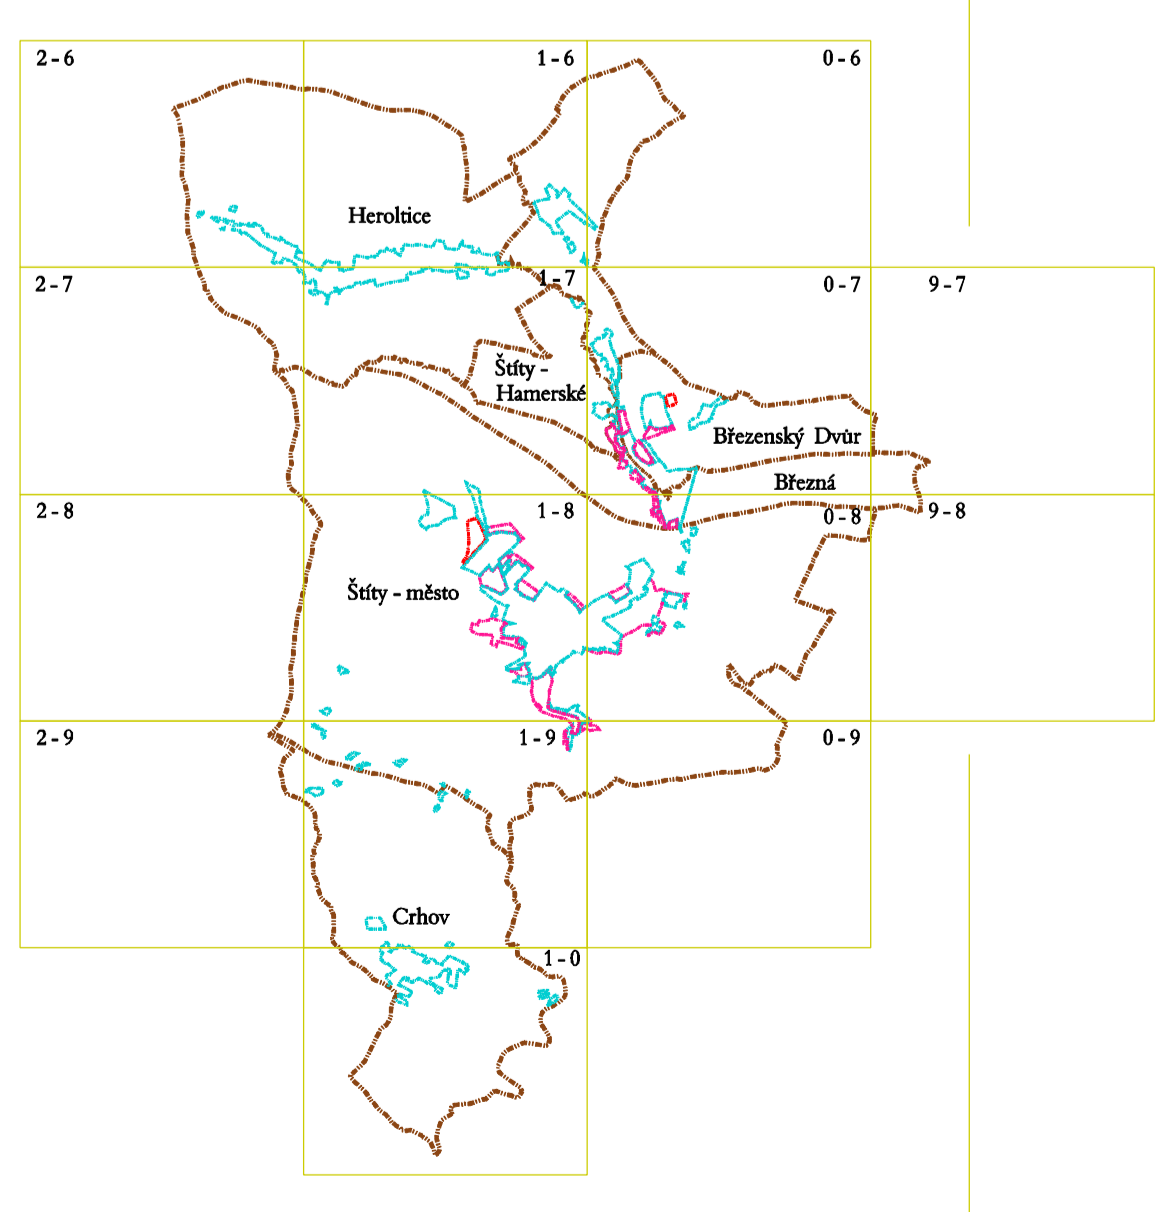 2-6
1-6
0-6
Heroltice
2-7
1-7
0-7
9-7
Štíty -
Hamerské
Březenský Dvůr
Březná
2-8
1-8
0-8
9-8
Štíty - město
2-9
1-9
0-9
Crhov
1-0